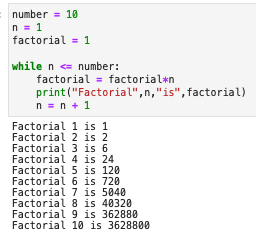 number = 10
n = 1
factorial = 1

while n <= number:
    factorial = factorial*n
    print("Factorial",n,"is",factorial)
    n = n + 1
Factorial 1 is 1
Factorial 2 is 2
Factorial 3 is 6
Factorial 4 is 24
Factorial 5 is 120
Factorial 6 is 720
Factorial 7 is 5040
Factorial 8 is 40320
Factorial 9 is 362880
Factorial 10 is 3628800